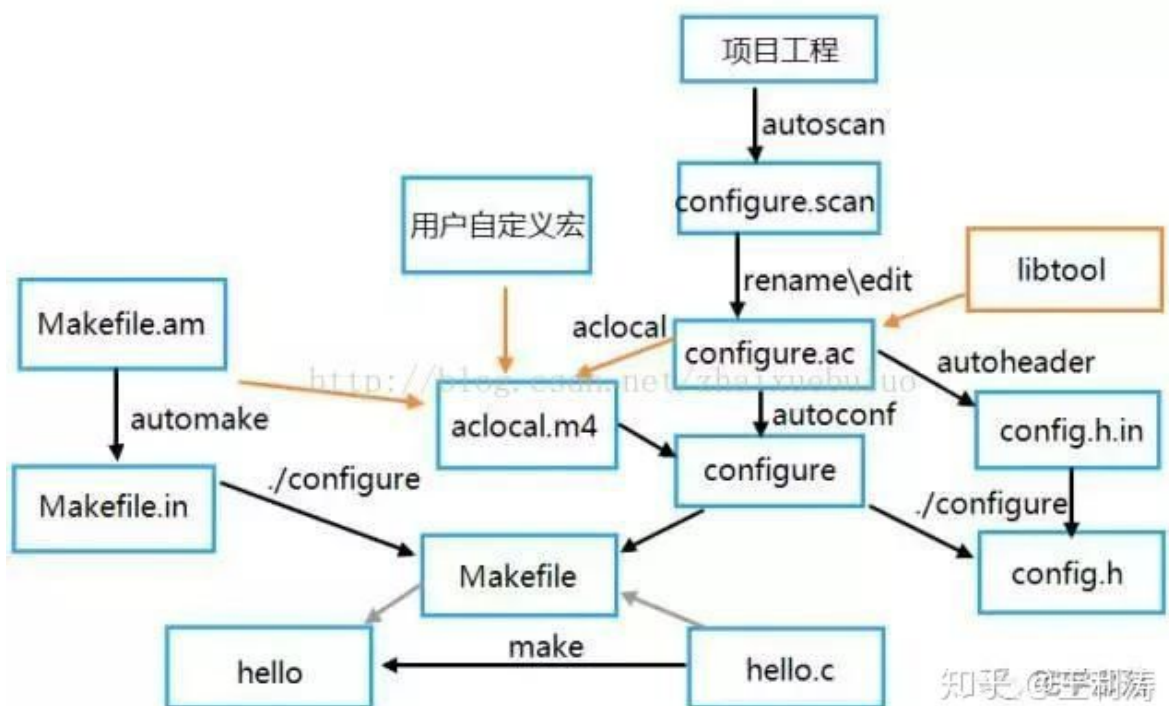 项目工程
autoscan
configure.scan
用户自定义宏
rename\edit
libtool
Makefile.am
aclocal
configure.ac
autoheader
automake
aclocal.m4
autoconf
config.h.in
Makefile.in
./configure
configure
./configure
Makefile
config.h
hello
make
hello.c
知乎